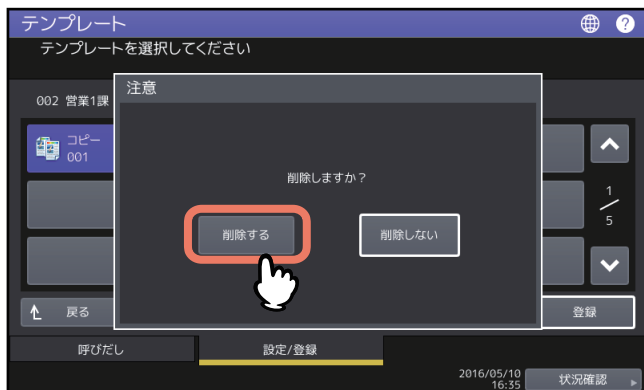 テンプレート
?
テンプレートを選択してください
002 営業1課
注意
コピー
001
削除しますか?
削除する
削除しない
1
5
戻る
登録
呼びだし
設定/登録
2016/05/10
16:35
状況確認